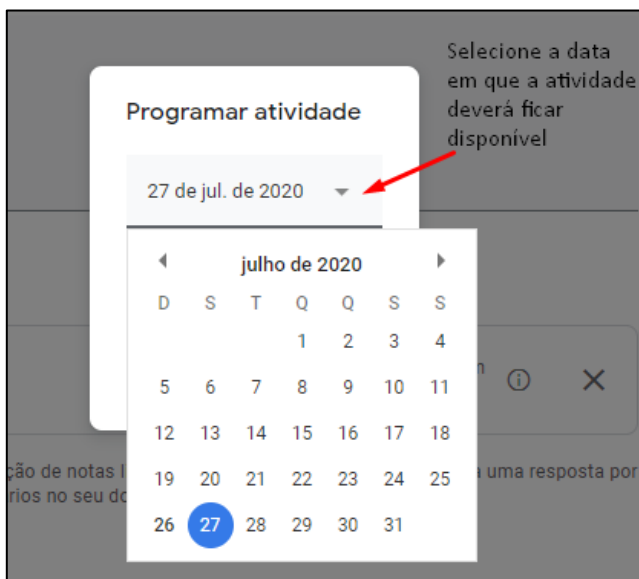 Selecione a data
em que a atividade
deverá ficar
disponível
Programar atividade
27 de jul. de 2020
julho de 2020
D S T Q Q S S
1 2 3 4
5 6 7 8 9 10 11
12 13 14 15 16 17 18
19 20 21 22 23 24 25
26 27 28 29 30 31
ção de notas
a uma resposta por
rios no seu